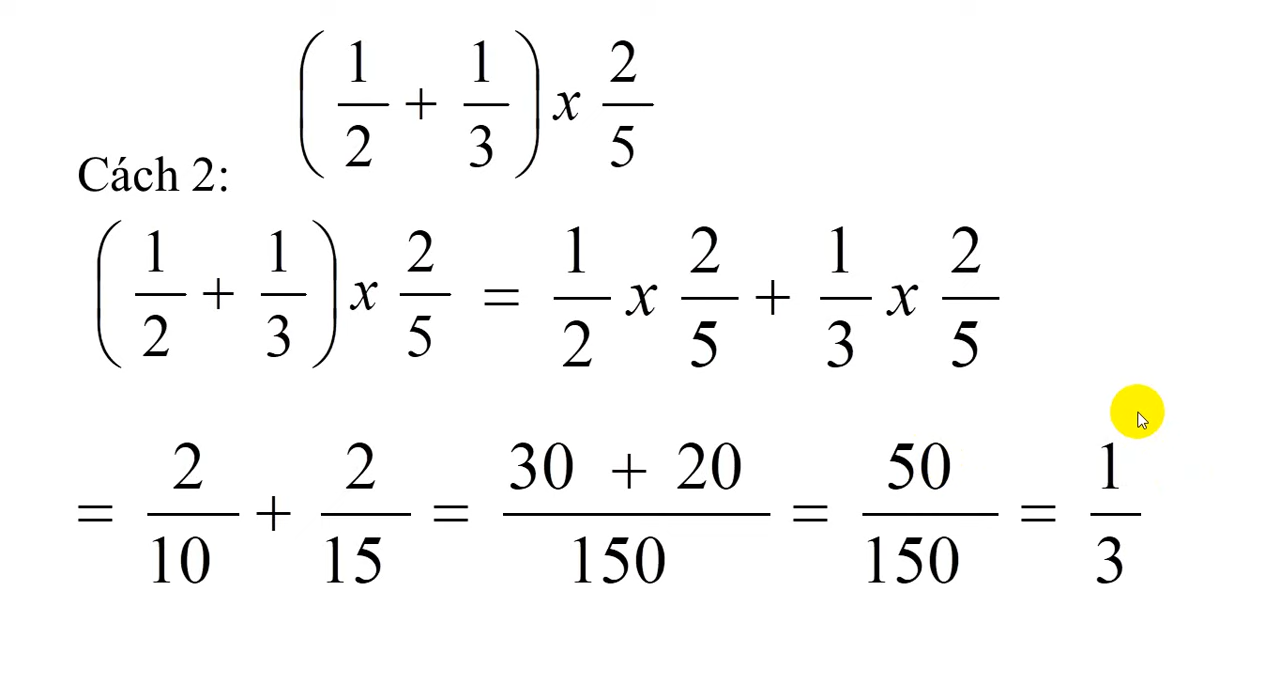 (1/2 + 1/3) x 2/5
Cách 2:
(1/2 + 1/3) x 2/5 = 1/2 x 2/5 + 1/3 x 2/5
= 2/10 + 2/15 = (30 + 20)/150 = 50/150 = 1/3